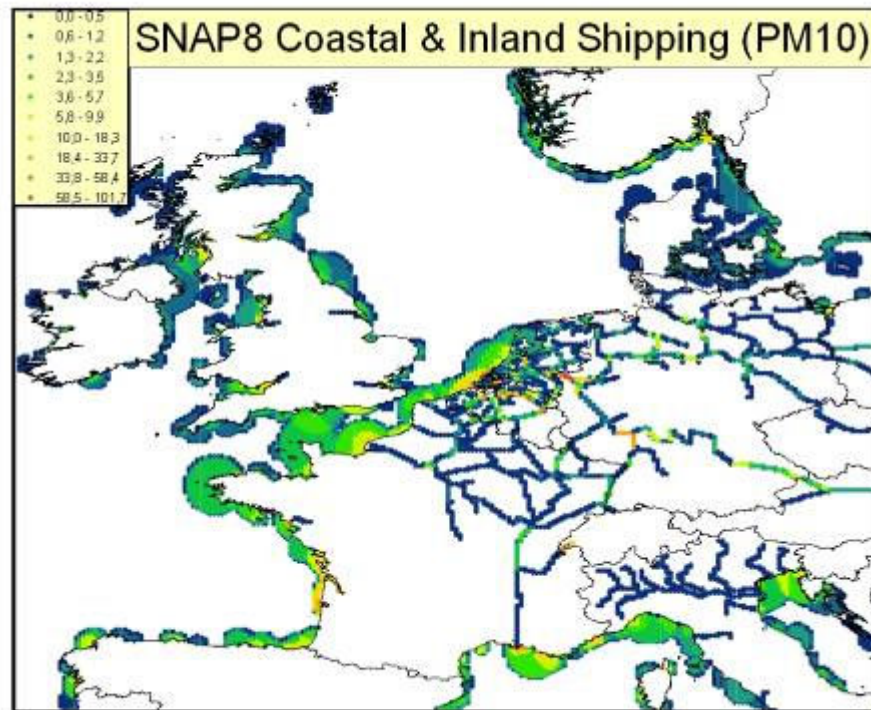 SNAP8 Coastal & Inland Shipping (PM10)
0,0 - 0,5
0,6 - 1,2
1,3 - 2,2
2,3 - 3,5
3,6 - 5,7
5,8 - 9,9
10,0 - 18,3
18,4 - 33,7
33,8 - 58,4
58,5 - 101,7